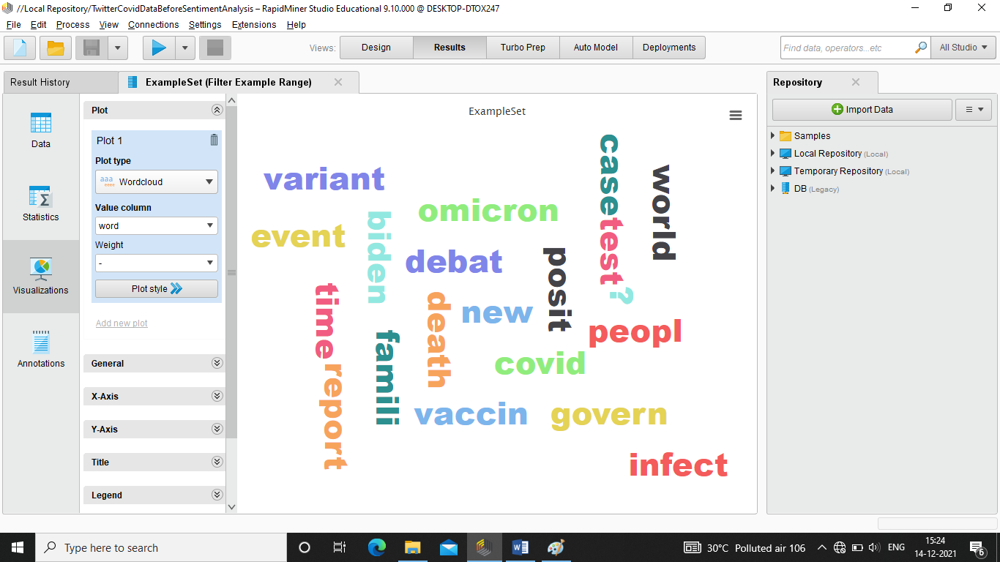 //Local Repository/TwitterCovidDataBeforeSentimentAnalysis – RapidMiner Studio Educational 9.10.000 @ DESKTOP-DTOX247
File Edit Process View Connections Settings Extensions Help
Views: Design Results Turbo Prep Auto Model Deployments
Find data, operators...etc
All Studio
Result History
ExampleSet (Filter Example Range)
Data
Statistics
Visualizations
Annotations
Plot
Plot 1
Plot type
aaa
eeee
Wordcloud
Value column
word
Weight
-
Plot style
Add new plot
General
X-Axis
Y-Axis
Title
Legend
ExampleSet
variant
event
biden
omicron
debat
case
test
?
world
posit
time
report
famili
death
new
peopl
covid
vaccin
govern
infect
Repository
Import Data
Samples
Local Repository (Local)
Temporary Repository (Local)
DB (Legacy)
Type here to search
W
30°C Polluted air 106
ENG
15:24
14-12-2021
6